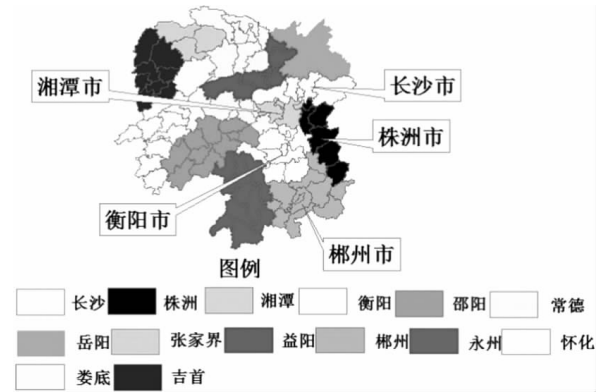 湘潭市
长沙市
株洲市
衡阳市
郴州市
图例
长沙 株洲 湘潭 衡阳 邵阳 常德
岳阳 张家界 益阳 郴州 永州 怀化
娄底 吉首